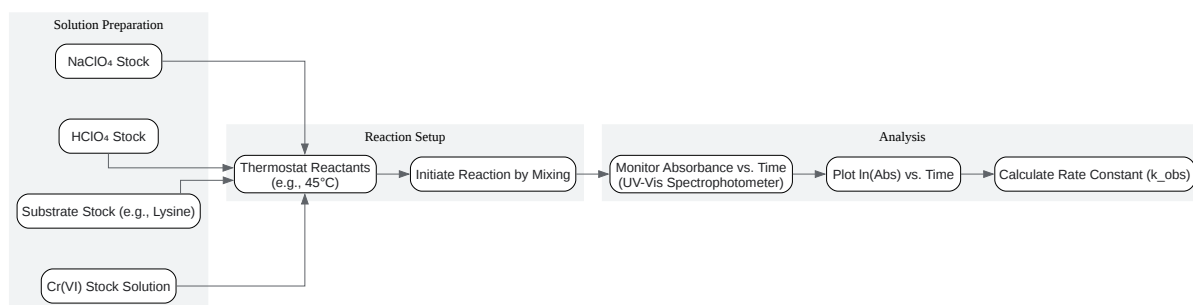 Solution Preparation
NaClO₄ Stock
HClO₄ Stock
Substrate Stock (e.g., Lysine)
Cr(VI) Stock Solution
Reaction Setup
Thermostat Reactants
(e.g., 45°C)
Initiate Reaction by Mixing
Analysis
Monitor Absorbance vs. Time
(UV-Vis Spectrophotometer)
Plot ln(Abs) vs. Time
Calculate Rate Constant (k_obs)